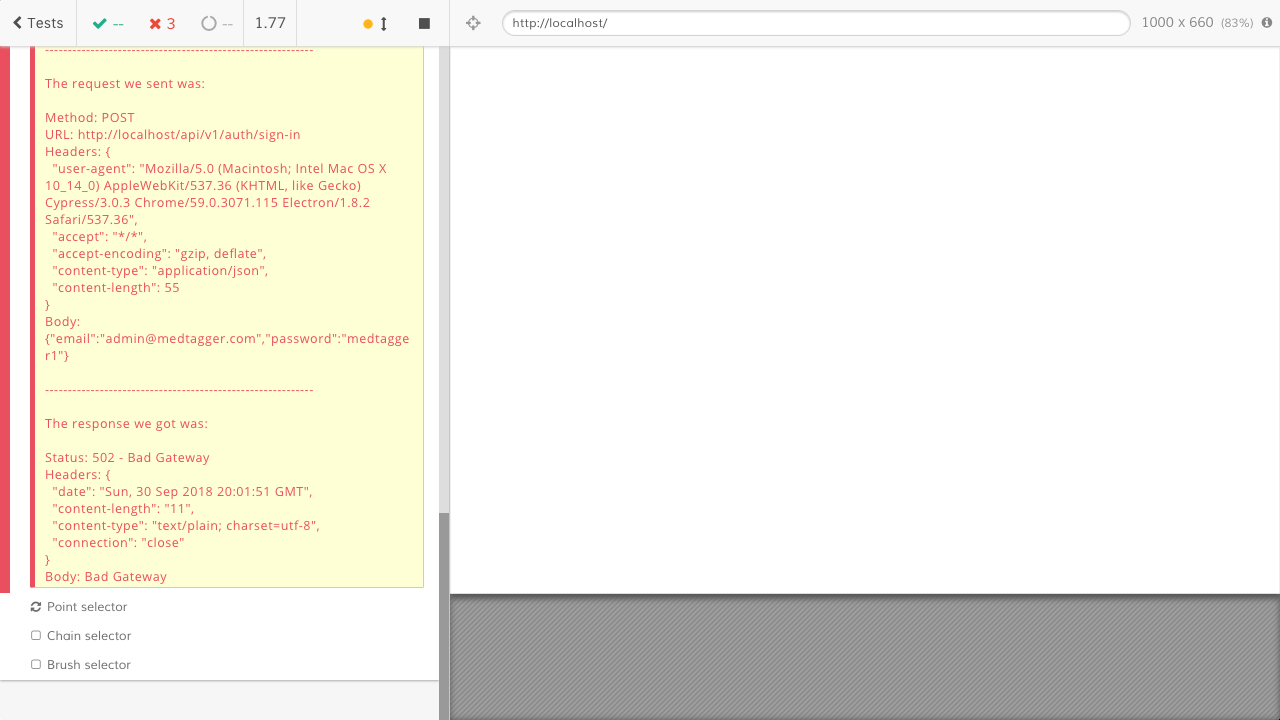 Tests -- 3 -- 1.77 http://localhost/ 1000 x 660 (83%)
-----------------------------------------------------------
The request we sent was:
Method: POST
URL: http://localhost/api/v1/auth/sign-in
Headers: {
"user-agent": "Mozilla/5.0 (Macintosh; Intel Mac OS X
10_14_0) AppleWebKit/537.36 (KHTML, like Gecko)
Cypress/3.0.3 Chrome/59.0.3071.115 Electron/1.8.2
Safari/537.36",
"accept": "*/*",
"accept-encoding": "gzip, deflate",
"content-type": "application/json",
"content-length": 55
}
Body:
{"email":"admin@medtagger.com","password":"medtagge
r1"}
-----------------------------------------------------------
The response we got was:
Status: 502 - Bad Gateway
Headers: {
"date": "Sun, 30 Sep 2018 20:01:51 GMT",
"content-length": "11",
"content-type": "text/plain; charset=utf-8",
"connection": "close"
}
Body: Bad Gateway
Point selector
Chain selector
Brush selector